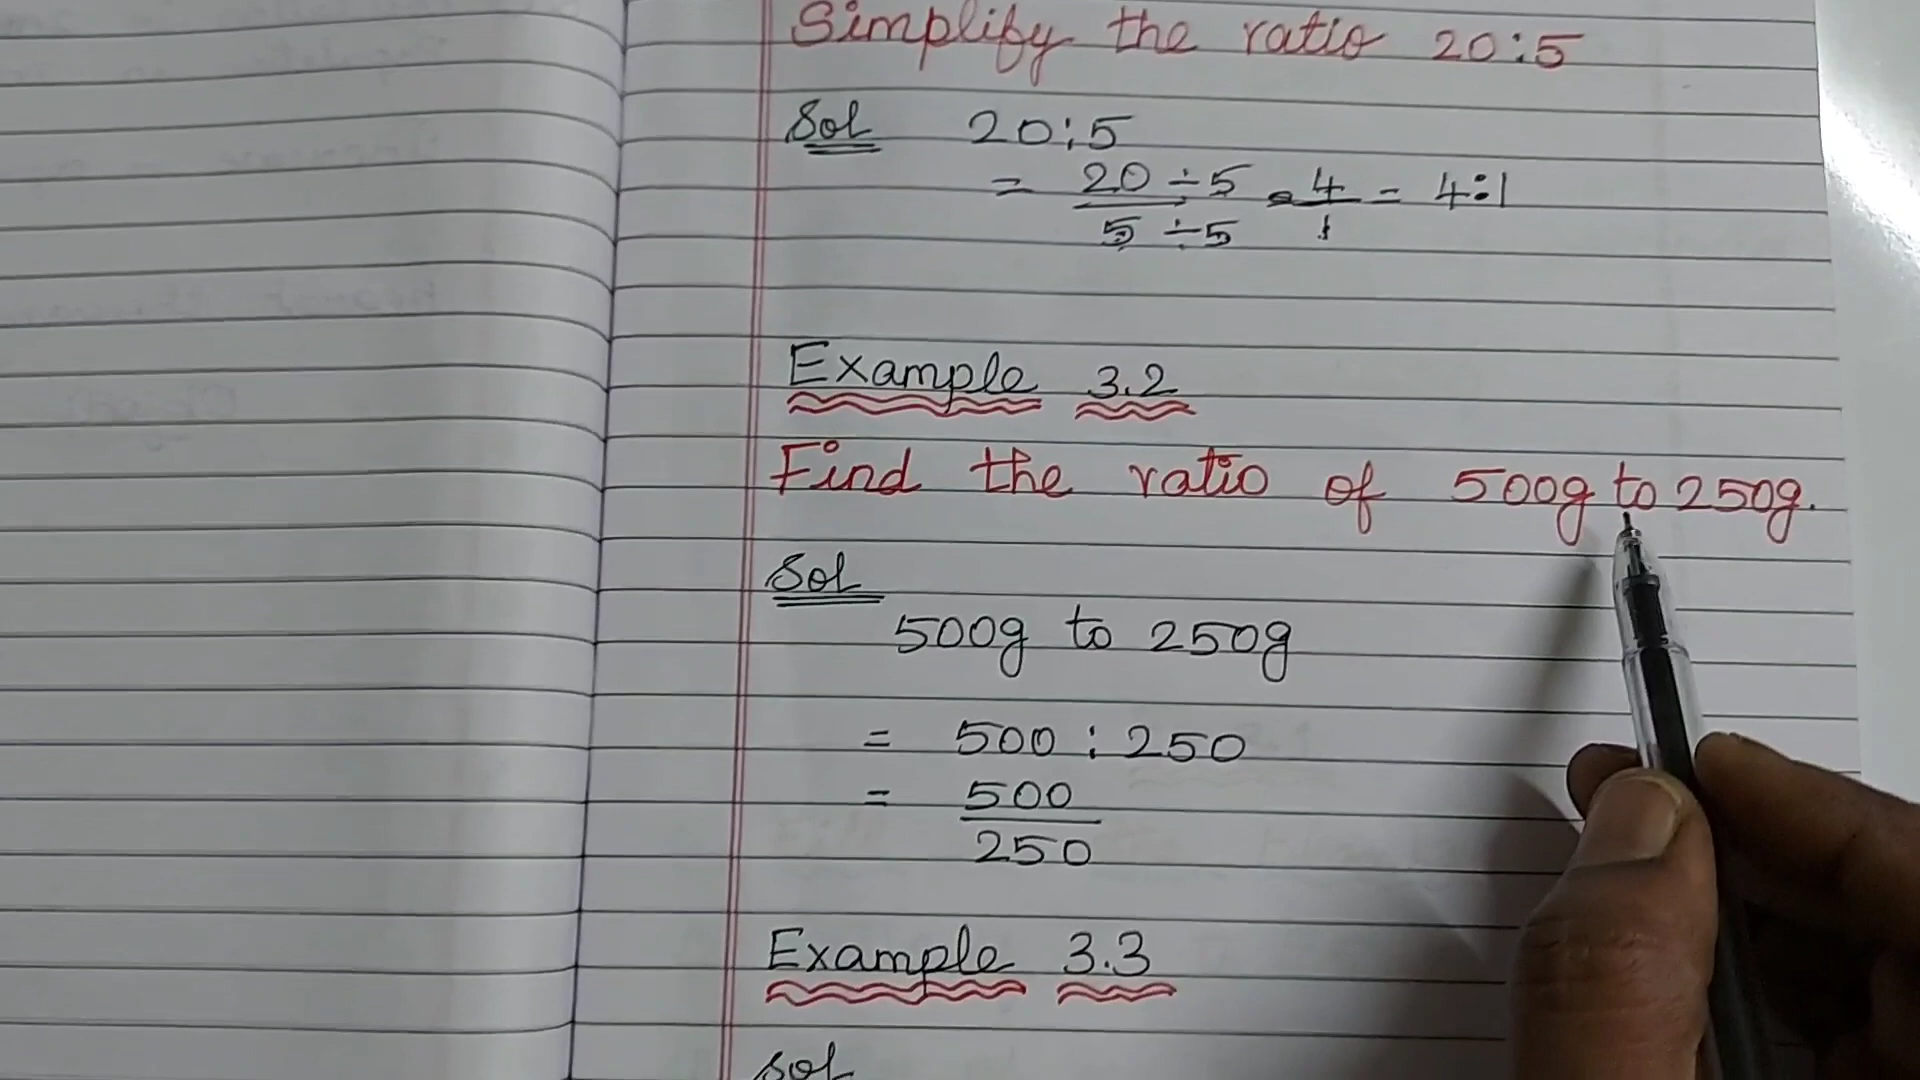 Simplify the ratio 20:5
Sol 20:5
= 20 ÷ 5 / 5 ÷ 5 = 4 / 1 = 4:1
Example 3.2
Find the ratio of 500g to 250g.
Sol
500g to 250g
= 500 : 250
= 500
250
Example 3.3
Sol